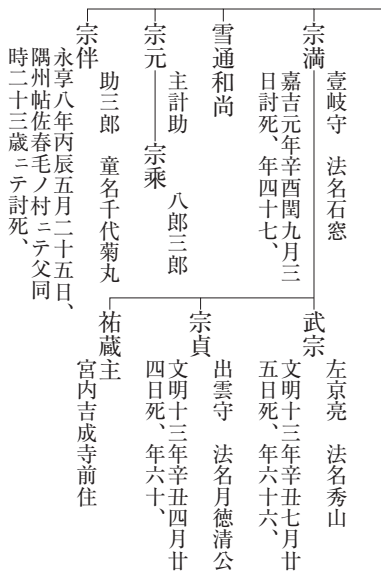 宗満
壹岐守 法名石窓
嘉吉元年辛酉閏九月三
日討死、年四十七、
雪通和尚
宗元
主計助
宗乗
八郎三郎
宗伴
助三郎 童名千代菊丸
永享八年丙辰五月二十五日、
隅州帖佐春毛ノ村ニテ父同
時二十三歳ニテ討死、
武宗
左京亮 法名秀山
文明十三年辛丑七月廿
五日死、年六十六、
宗貞
出雲守 法名月徳清公
文明十三年辛丑四月廿
四日死、年六十、
祐蔵主
宮内吉成寺前住